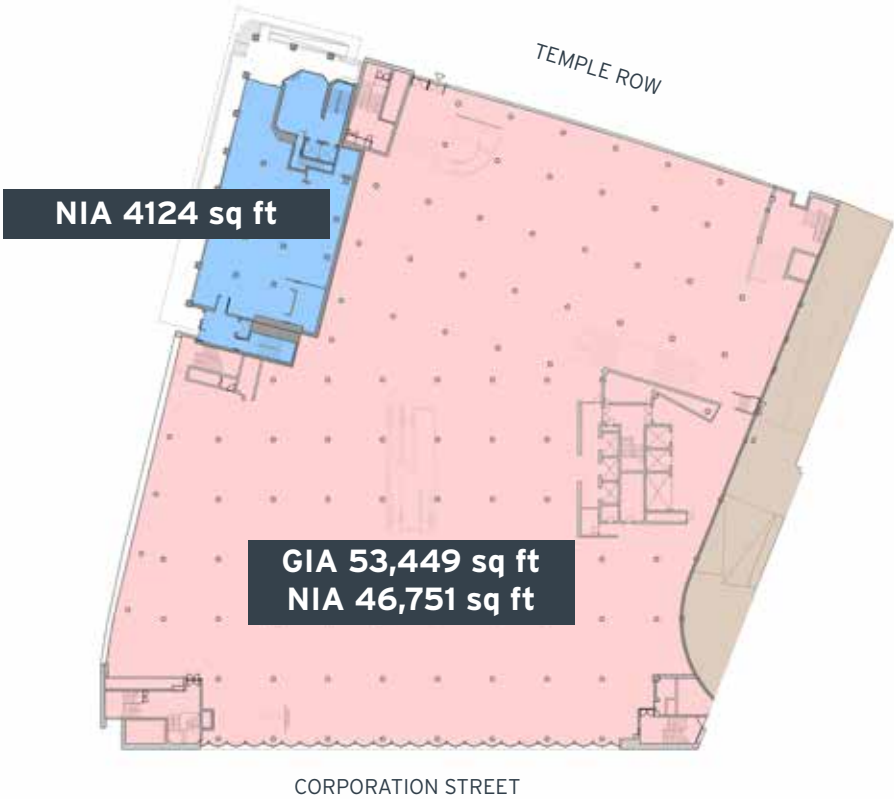 TEMPLE ROW
NIA 4124 sq ft
GIA 53,449 sq ft
NIA 46,751 sq ft
CORPORATION STREET